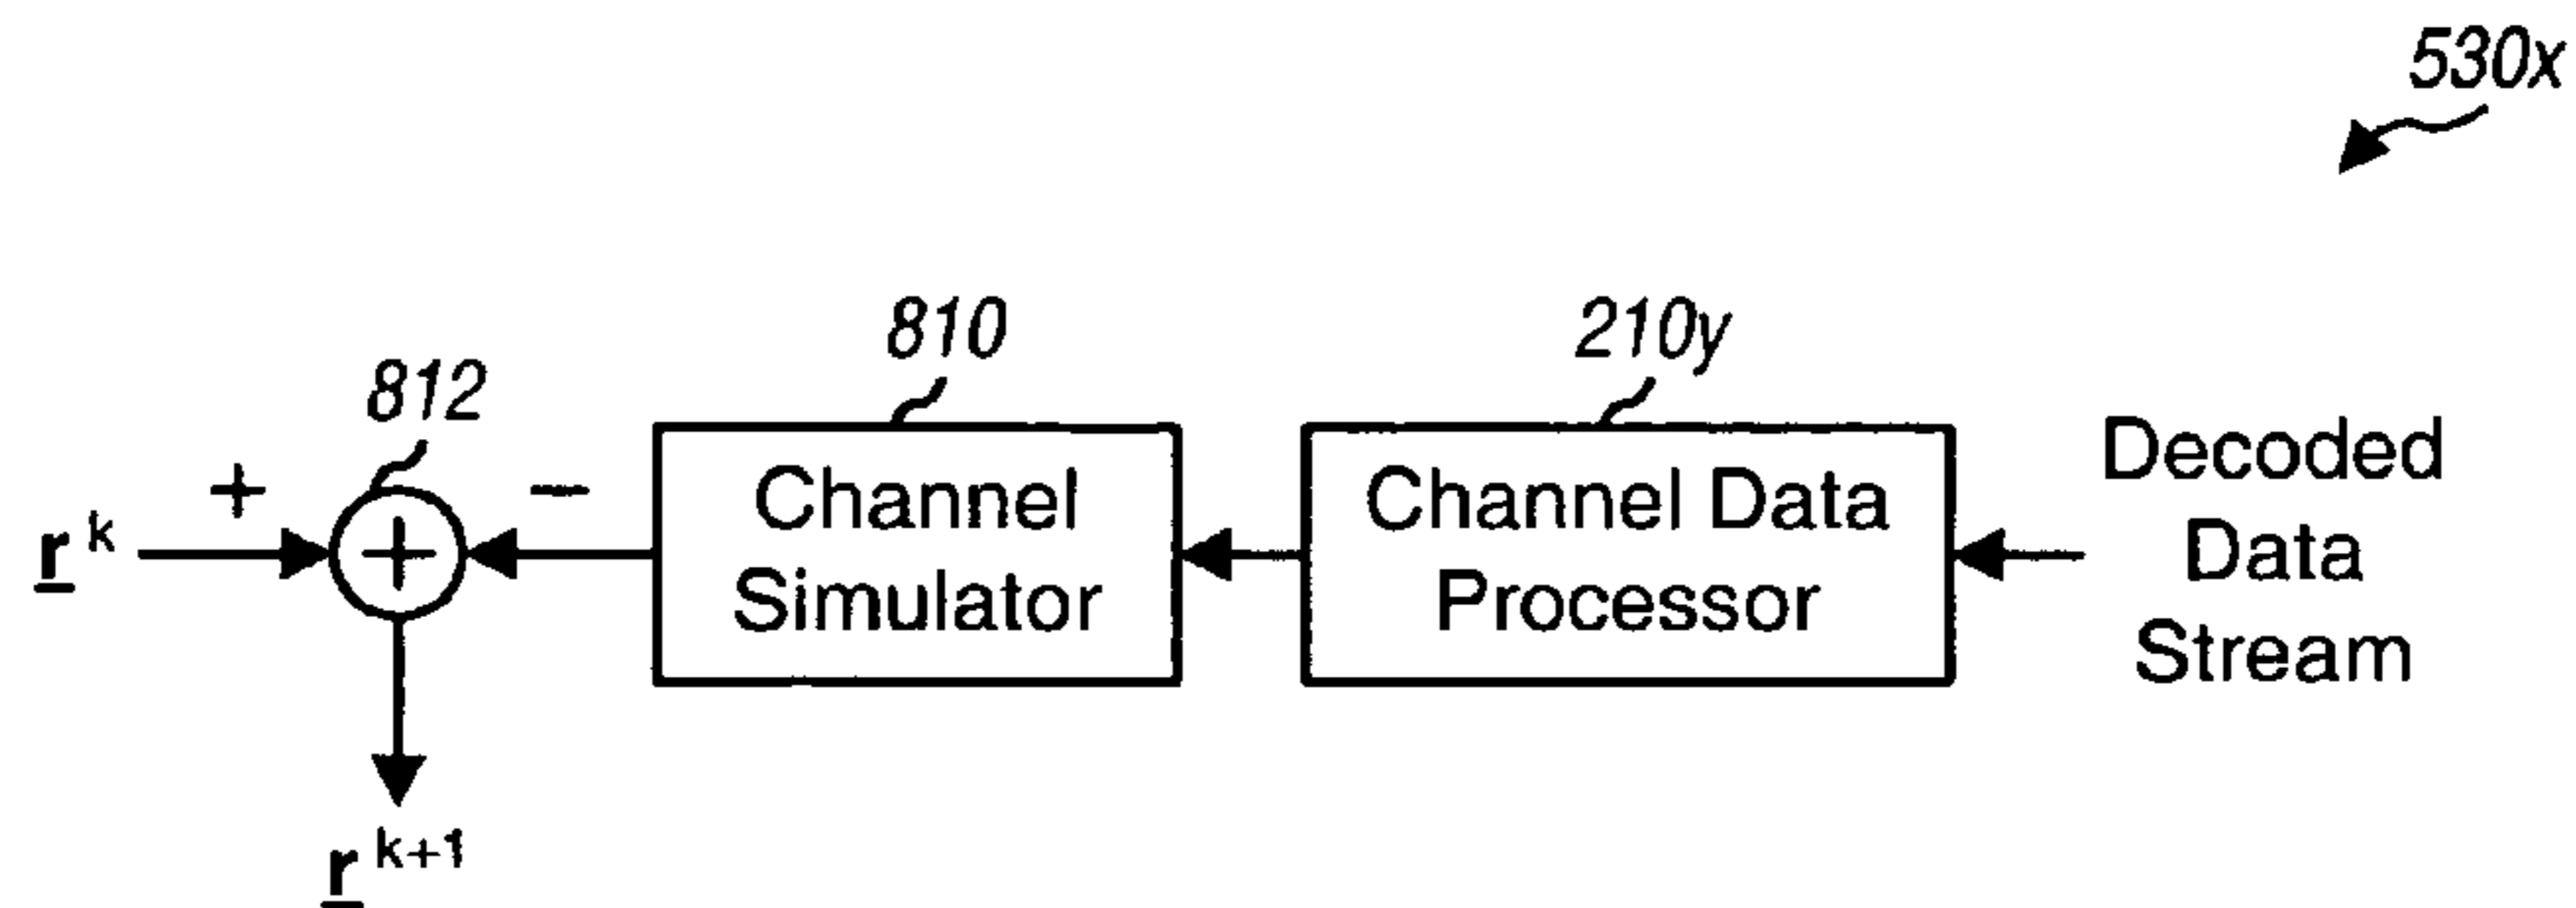 530x
810
210y
812
+
−
Channel Simulator
Channel Data Processor
Decoded Data Stream
r k
+
r k+1